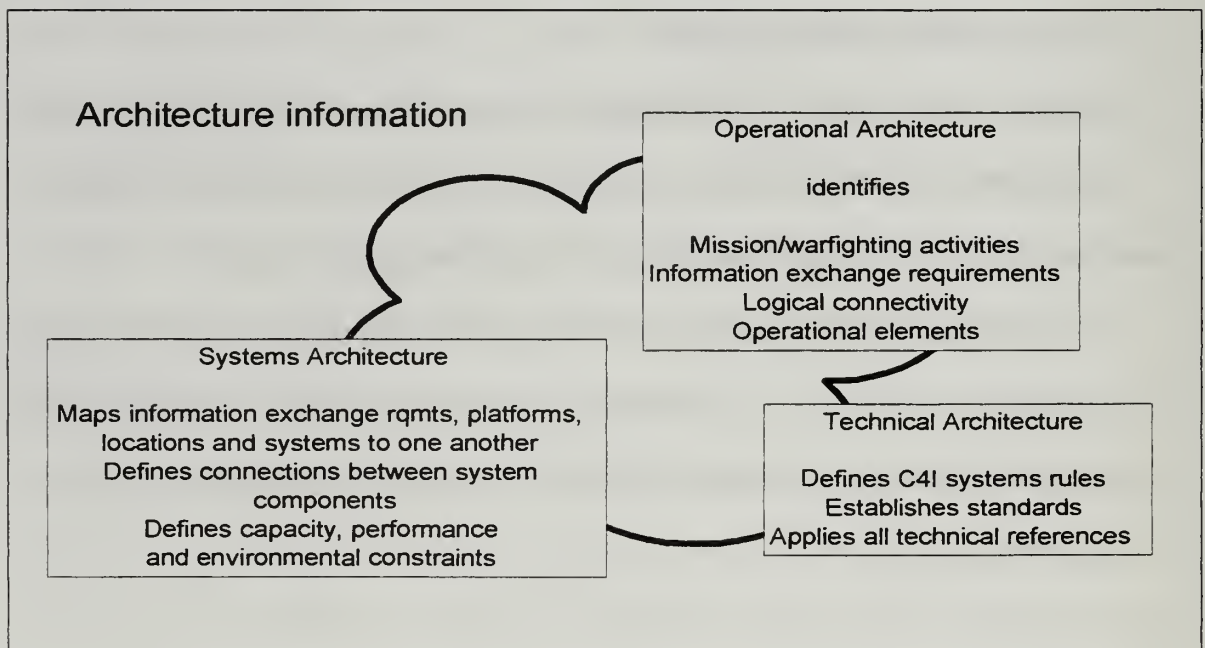 Architecture information
Operational Architecture
identifies
Mission/warfighting activities
Information exchange requirements
Logical connectivity
Operational elements
Systems Architecture
Maps information exchange rqmts, platforms,
locations and systems to one another
Defines connections between system
components
Defines capacity, performance
and environmental constraints
Technical Architecture
Defines C4I systems rules
Establishes standards
Applies all technical references